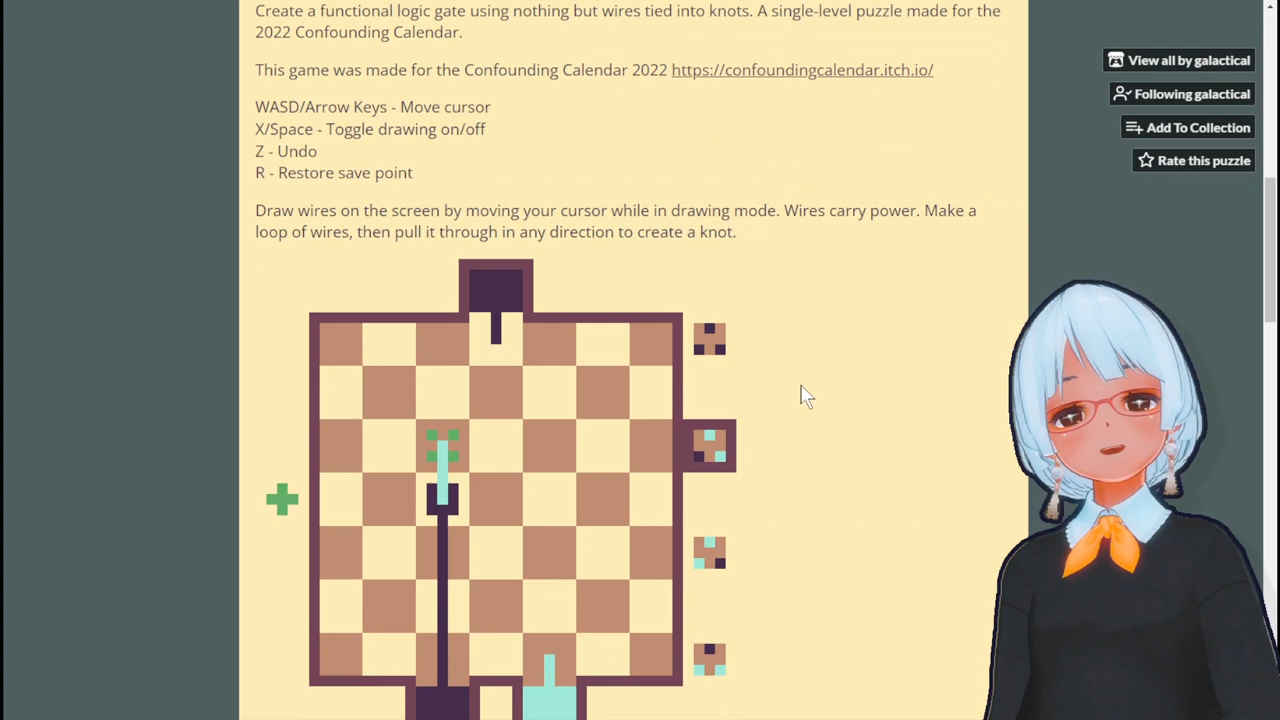 Create a functional logic gate using nothing but wires tied into knots. A single-level puzzle made for the
2022 Confounding Calendar.
This game was made for the Confounding Calendar 2022 https://confoundingcalendar.itch.io/
WASD/Arrow Keys - Move cursor
X/Space - Toggle drawing on/off
Z - Undo
R - Restore save point
Draw wires on the screen by moving your cursor while in drawing mode. Wires carry power. Make a
loop of wires, then pull it through in any direction to create a knot.
View all by galactical
Following galactical
Add To Collection
Rate this puzzle